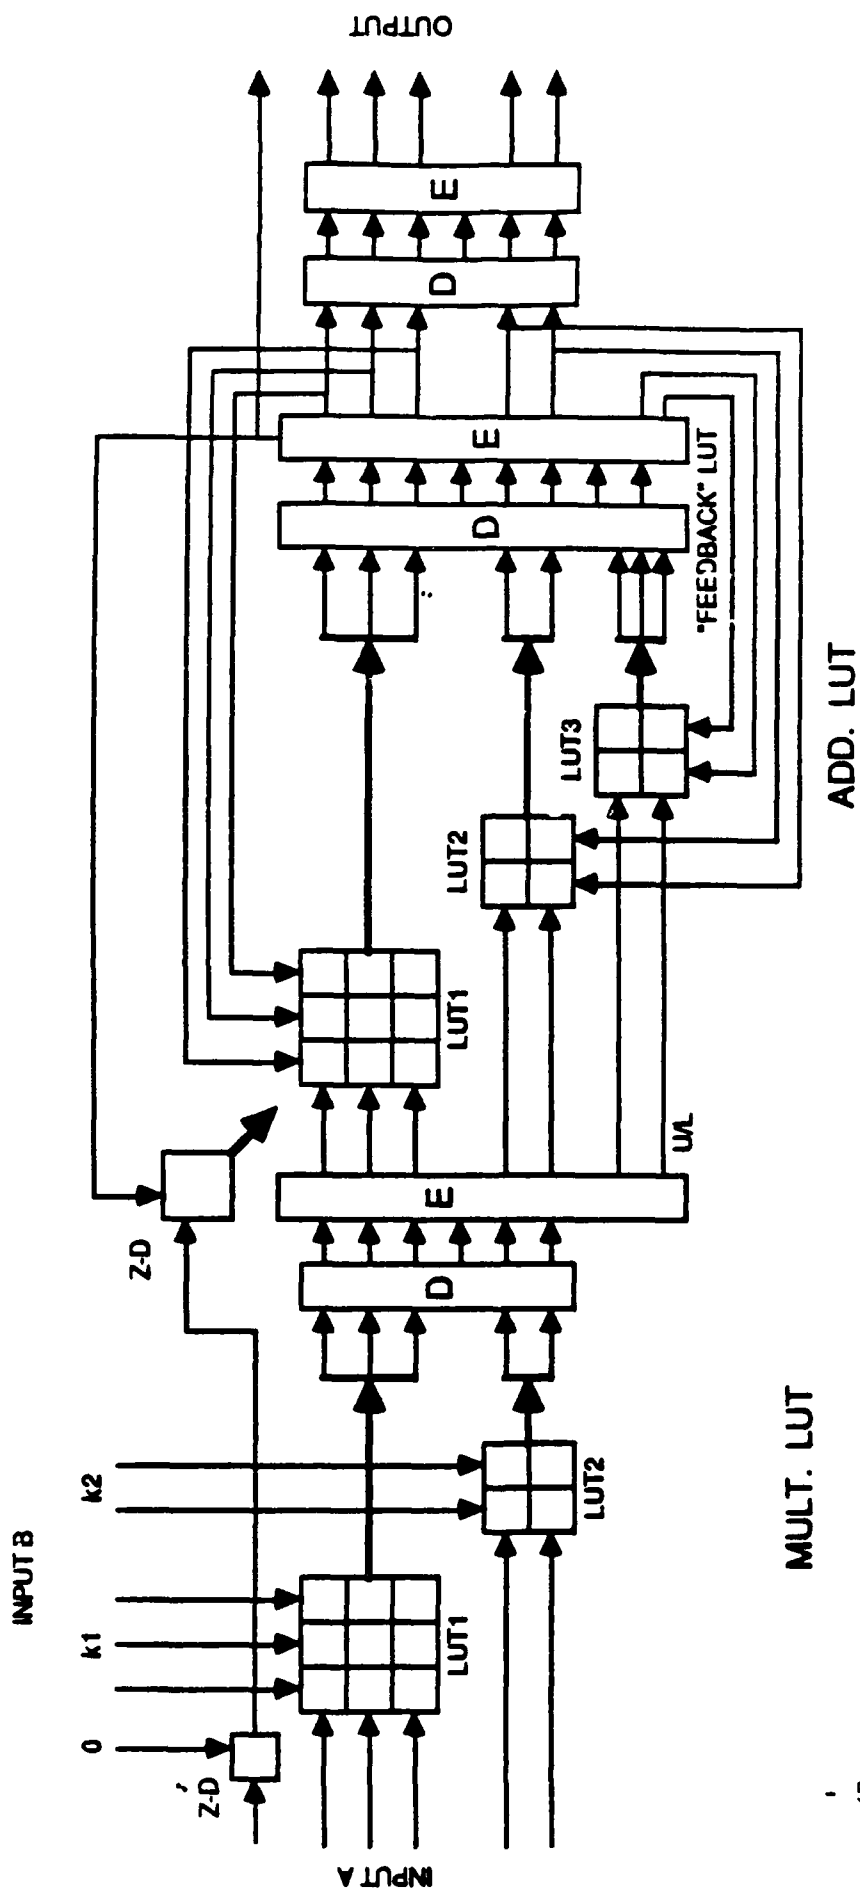 INPUT B
0
k1
k2
Z-D
Z-D
INPUT A
LUT1
LUT2
D
E
U/L
LUT1
LUT2
LUT3
"FEEDBACK" LUT
D
E
D
E
OUTPUT
MULT. LUT
ADD. LUT